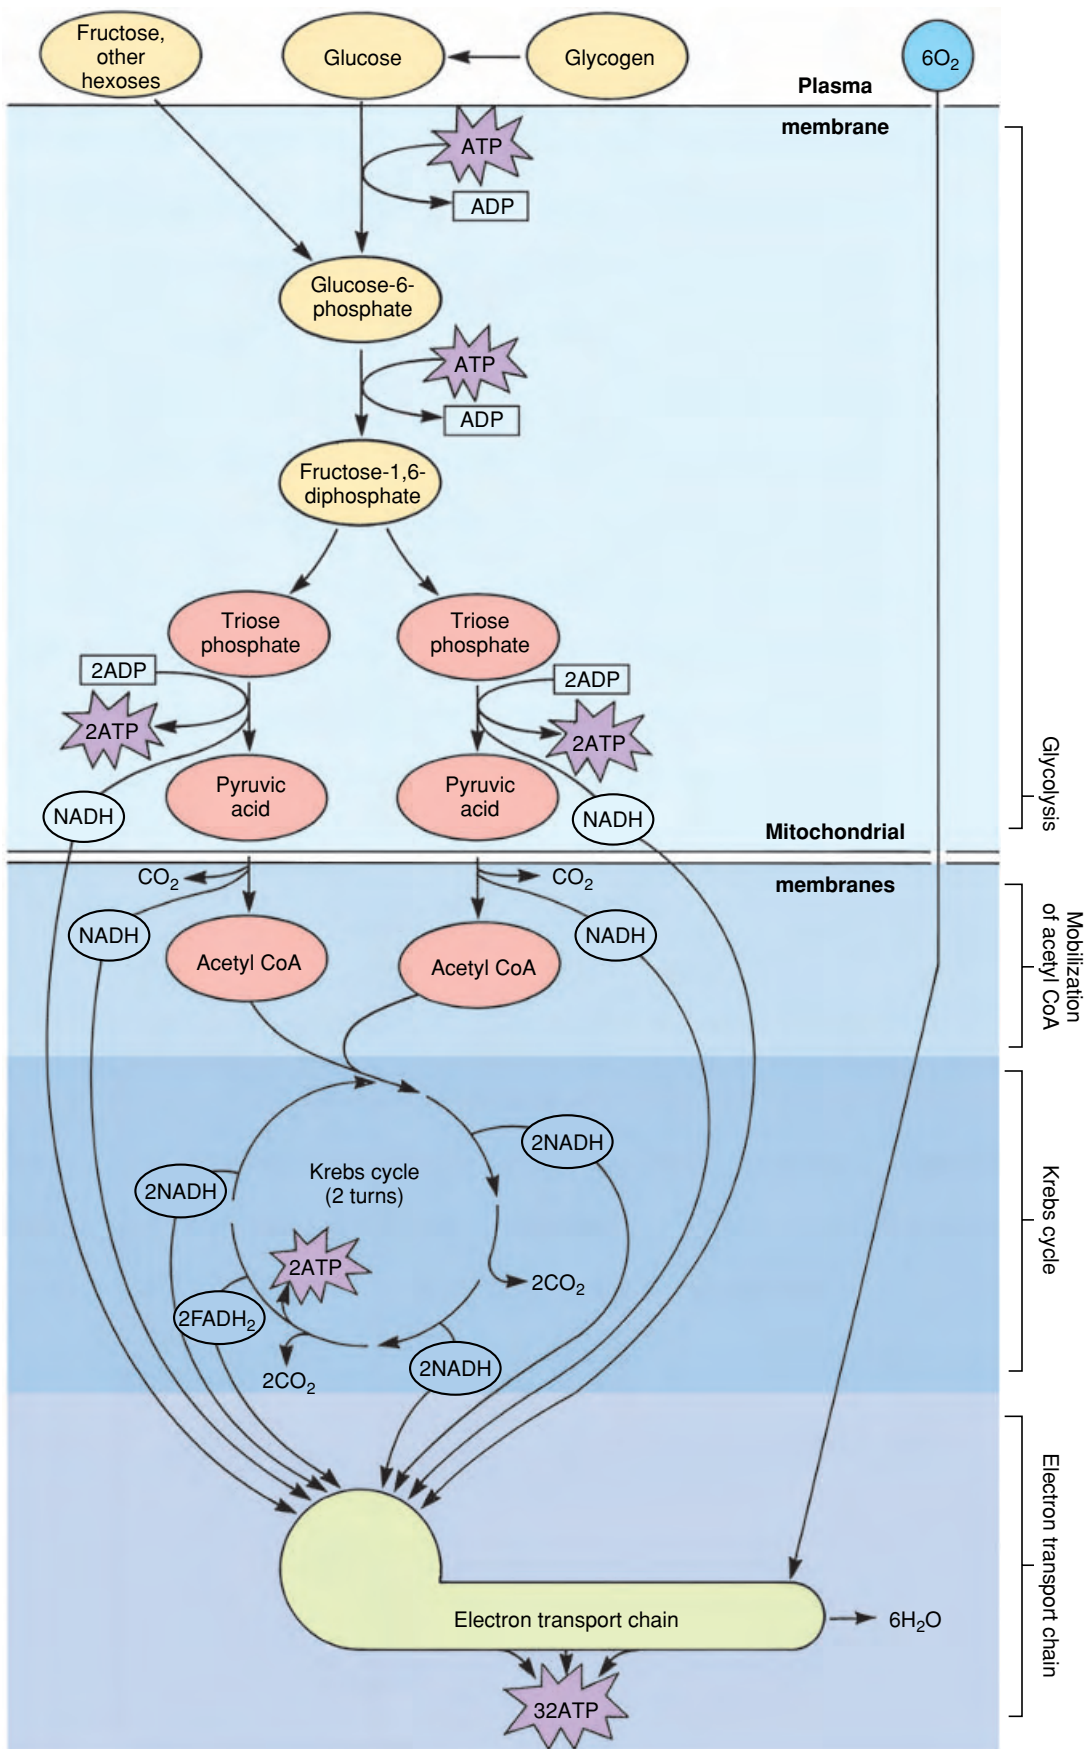 Fructose,
other
hexoses
Glucose
Glycogen
6O₂
Plasma
membrane
ATP
ADP
Glucose-6-
phosphate
ATP
ADP
Fructose-1,6-
diphosphate
Triose
phosphate
Triose
phosphate
2ADP
2ADP
2ATP
2ATP
Pyruvic
acid
Pyruvic
acid
NADH
NADH
Glycolysis
Mitochondrial
membranes
CO₂
CO₂
NADH
NADH
Acetyl CoA
Acetyl CoA
Mobilization
of acetyl CoA
2NADH
2NADH
Krebs cycle
(2 turns)
Krebs cycle
2ATP
2CO₂
2FADH₂
2CO₂
2NADH
Electron transport chain
Electron transport chain
6H₂O
32ATP